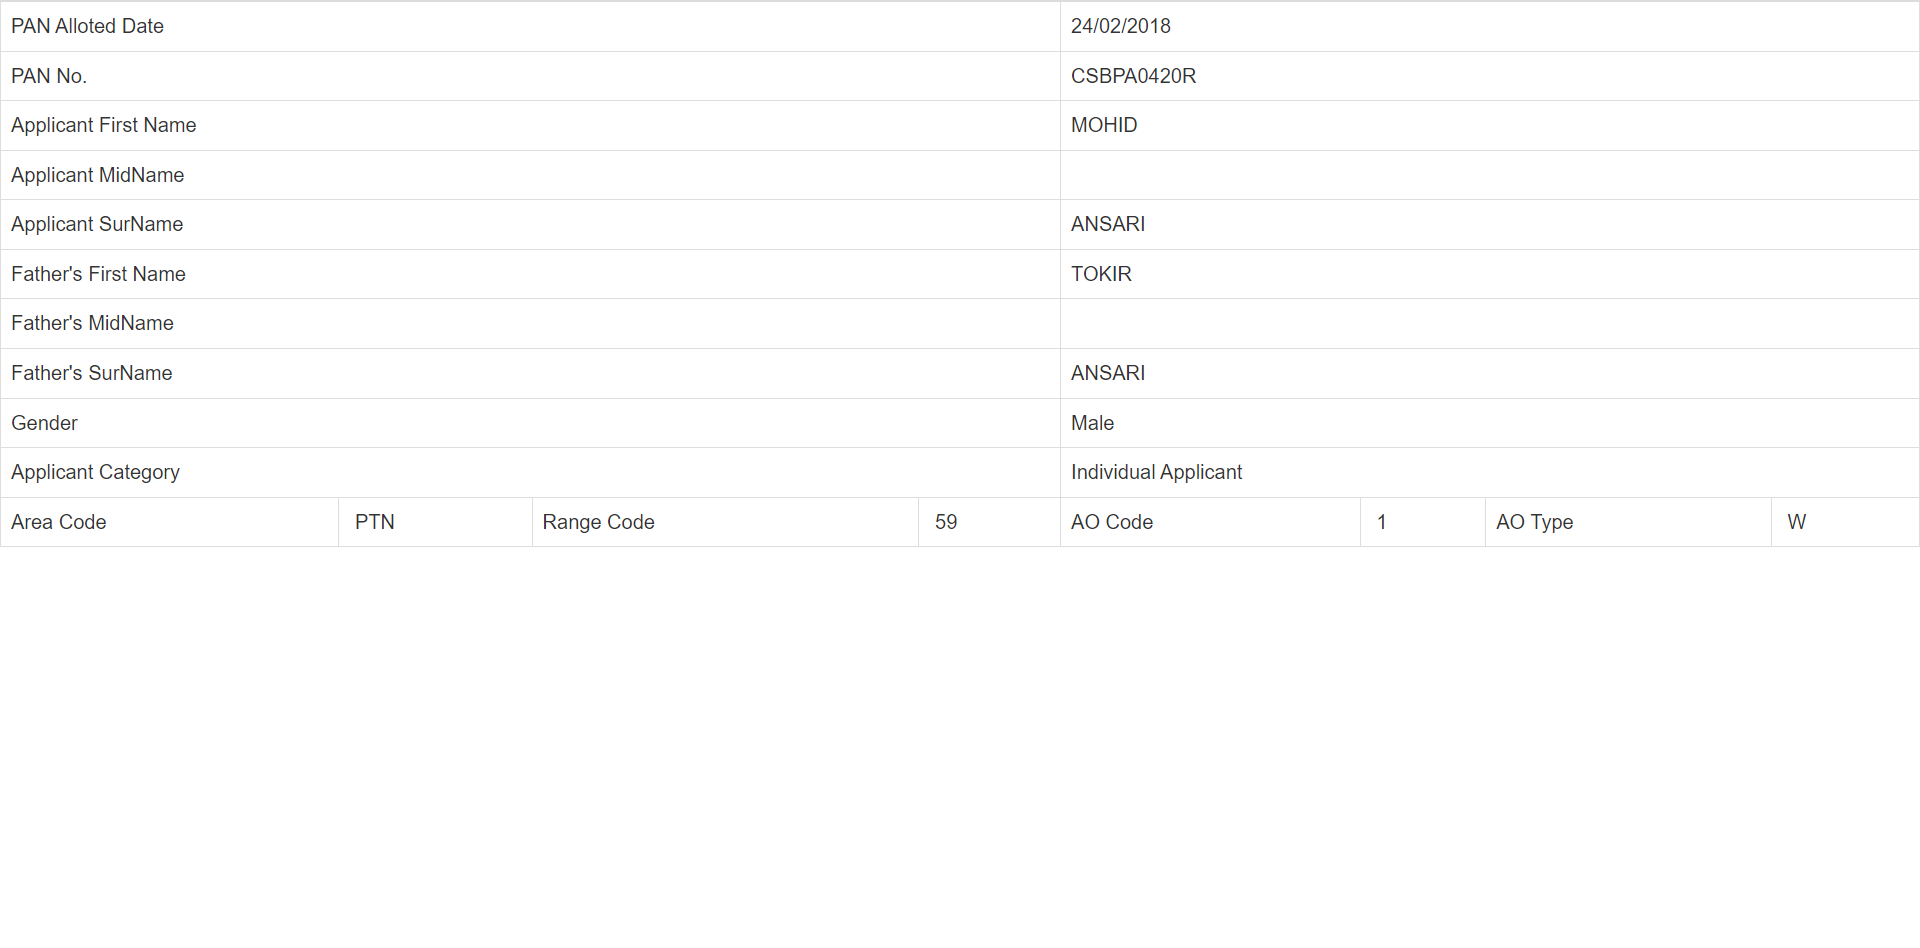 PAN Alloted Date 24/02/2018
PAN No. CSBPA0420R
Applicant First Name MOHID
Applicant MidName
Applicant SurName ANSARI
Father's First Name TOKIR
Father's MidName
Father's SurName ANSARI
Gender Male
Applicant Category Individual Applicant
Area Code PTN Range Code 59 AO Code 1 AO Type W